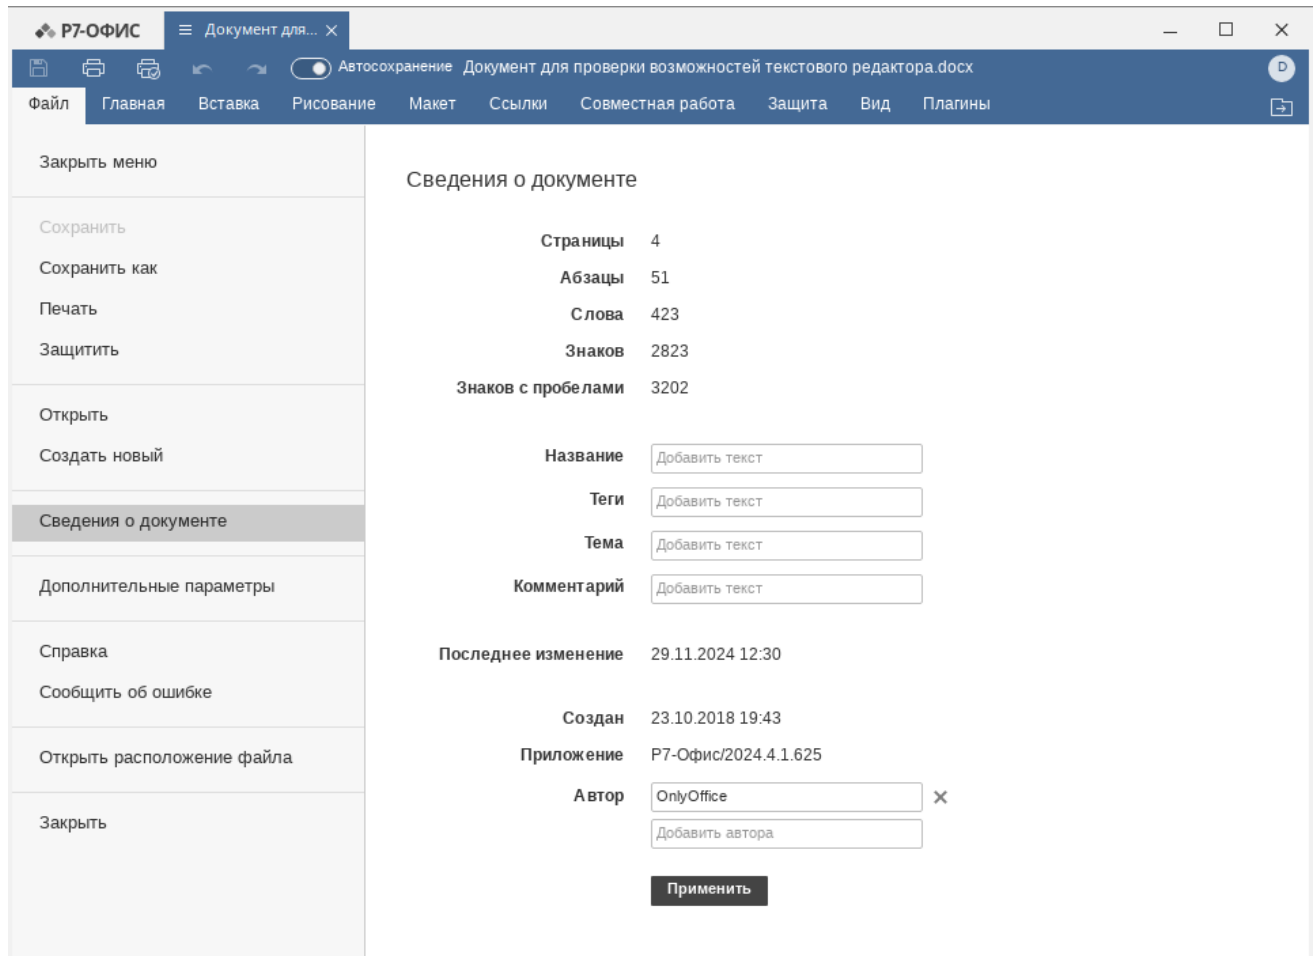 Р7-ОФИС
Документ для...
Автосохранение Документ для проверки возможностей текстового редактора.docx
D
Файл Главная Вставка Рисование Макет Ссылки Совместная работа Защита Вид Плагины
Закрыть меню
Сохранить
Сохранить как
Печать
Защитить
Открыть
Создать новый
Сведения о документе
Дополнительные параметры
Справка
Сообщить об ошибке
Открыть расположение файла
Закрыть
Сведения о документе
Страницы 4
Абзацы 51
Слова 423
Знаков 2823
Знаков с пробелами 3202
Название Добавить текст
Теги Добавить текст
Тема Добавить текст
Комментарий Добавить текст
Последнее изменение 29.11.2024 12:30
Создан 23.10.2018 19:43
Приложение Р7-Офис/2024.4.1.625
Автор OnlyOffice
Добавить автора
Применить